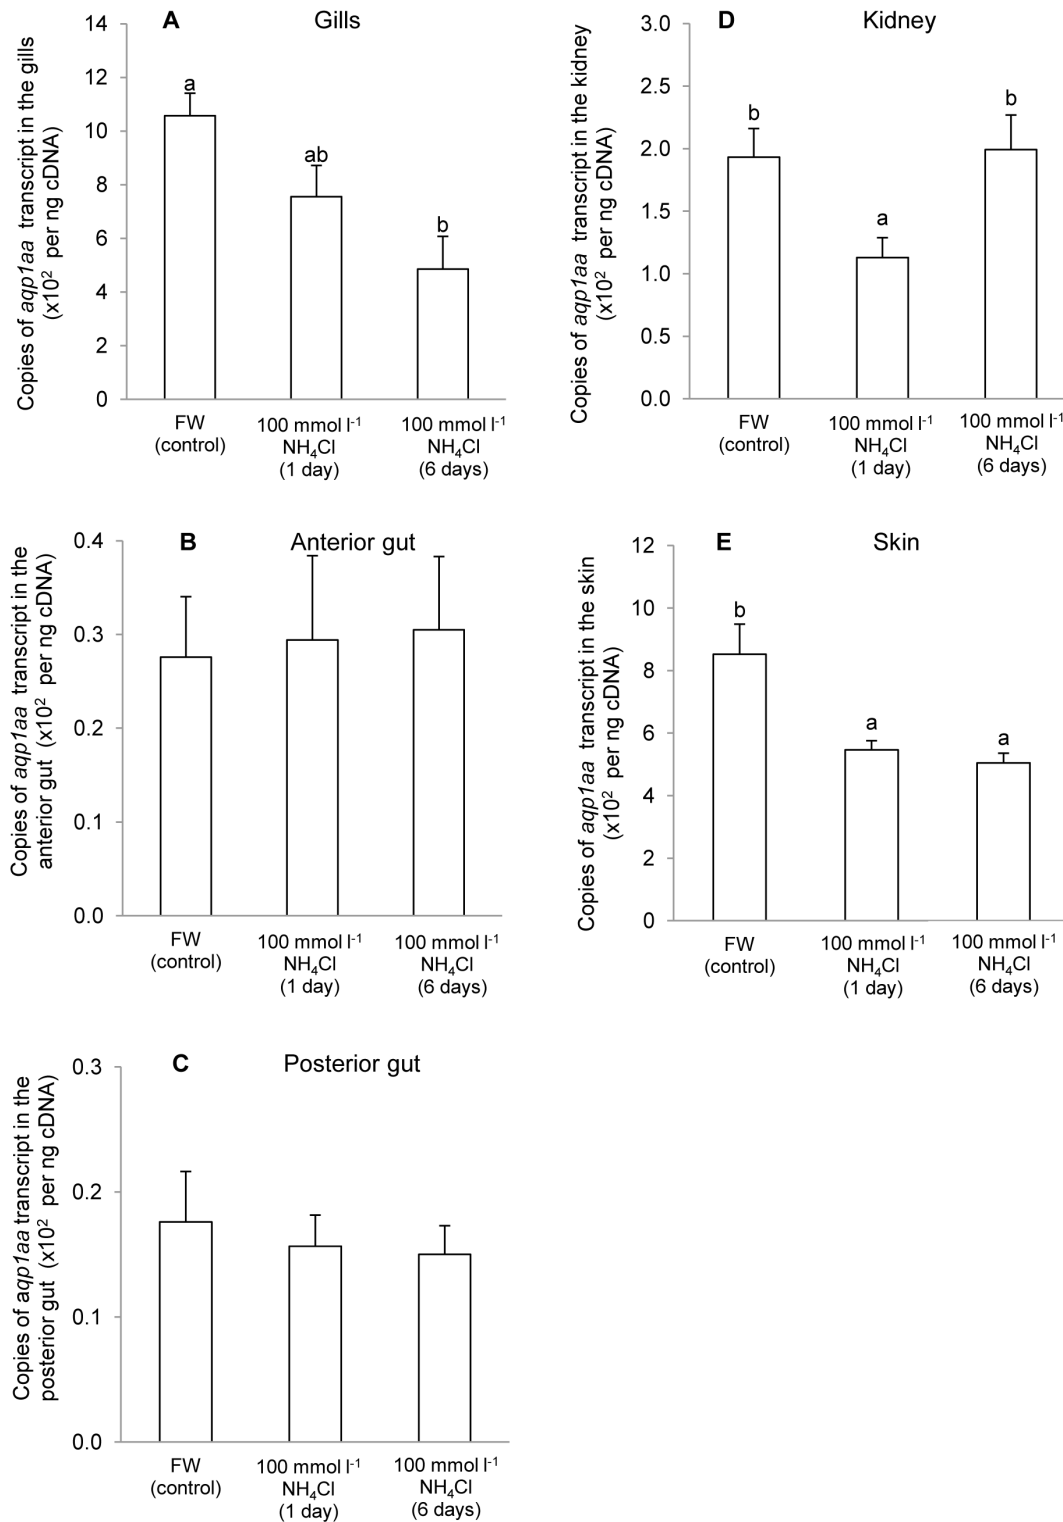 A
Gills
Copies of aqp1aa transcript in the gills
(x10² per ng cDNA)
14
12
10
8
6
4
2
0
a
ab
b
FW
(control)
100 mmol l⁻¹
NH₄Cl
(1 day)
100 mmol l⁻¹
NH₄Cl
(6 days)
D
Kidney
Copies of aqp1aa transcript in the kidney
(x10² per ng cDNA)
3.0
2.5
2.0
1.5
1.0
0.5
0.0
b
a
b
FW
(control)
100 mmol l⁻¹
NH₄Cl
(1 day)
100 mmol l⁻¹
NH₄Cl
(6 days)
B
Anterior gut
Copies of aqp1aa transcript in the
anterior gut (x10² per ng cDNA)
0.4
0.3
0.2
0.1
0.0
FW
(control)
100 mmol l⁻¹
NH₄Cl
(1 day)
100 mmol l⁻¹
NH₄Cl
(6 days)
E
Skin
Copies of aqp1aa transcript in the skin
(x10² per ng cDNA)
12
10
8
6
4
2
0
b
a
a
FW
(control)
100 mmol l⁻¹
NH₄Cl
(1 day)
100 mmol l⁻¹
NH₄Cl
(6 days)
C
Posterior gut
Copies of aqp1aa transcript in the
posterior gut (x10² per ng cDNA)
0.3
0.2
0.1
0.0
FW
(control)
100 mmol l⁻¹
NH₄Cl
(1 day)
100 mmol l⁻¹
NH₄Cl
(6 days)